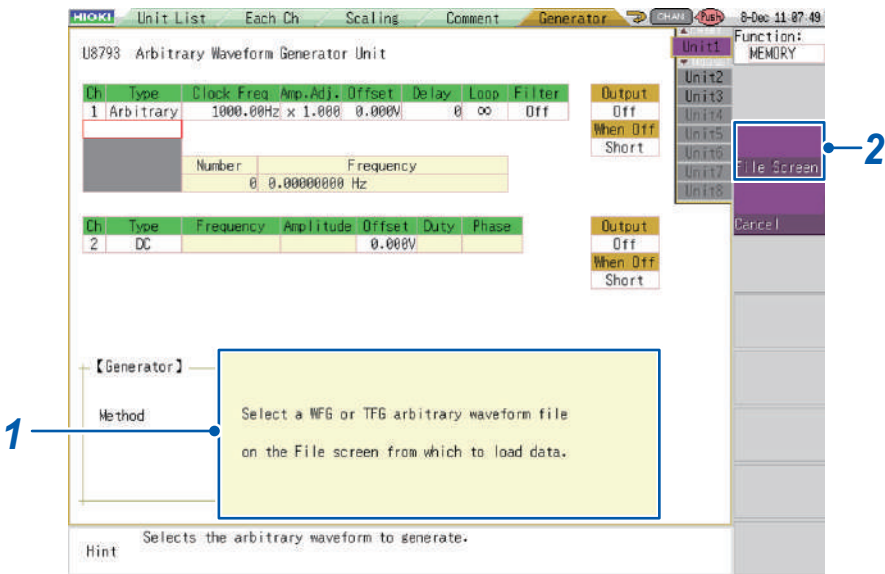 HIOKI Unit List Each Ch Scaling Comment Generator CHAN Push 8-Dec 11 07:49
Function:
MEMORY
U8793 Arbitrary Waveform Generator Unit
Unit1
Unit2
Unit3
Unit4
Unit5
Unit6
Unit7
Unit8
Ch Type Clock Freq Amp.Adj. Offset Delay Loop Filter
1 Arbitrary 1000.00Hz x 1.000 0.000V 0 ∞ Off
Output
Off
When Off
Short
Number Frequency
0 0.00000000 Hz
File Screen
2
Cancel
Ch Type Frequency Amplitude Offset Duty Phase
2 DC 0.000V
Output
Off
When Off
Short
【Generator】
Method
1
Select a WFG or TFG arbitrary waveform file
on the File screen from which to load data.
Hint Selects the arbitrary waveform to generate.